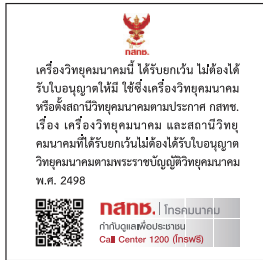 กสทช.
เครื่องวิทยุคมนาคมนี้ ได้รับยกเว้น ไม่ต้องได้
รับใบอนุญาตให้มี ใช้ซึ่งเครื่องวิทยุคมนาคม
หรือตั้งสถานีวิทยุคมนาคมตามประกาศ กสทช.
เรื่อง เครื่องวิทยุคมนาคม และสถานีวิทยุ
คมนาคมที่ได้รับยกเว้นไม่ต้องได้รับใบอนุญาต
วิทยุคมนาคมตามพระราชบัญญัติวิทยุคมนาคม
พ.ศ. 2498
กสทช. | โทรคมนาคม
กำกับดูแลเพื่อประชาชน
Call Center 1200 (โทรฟรี)